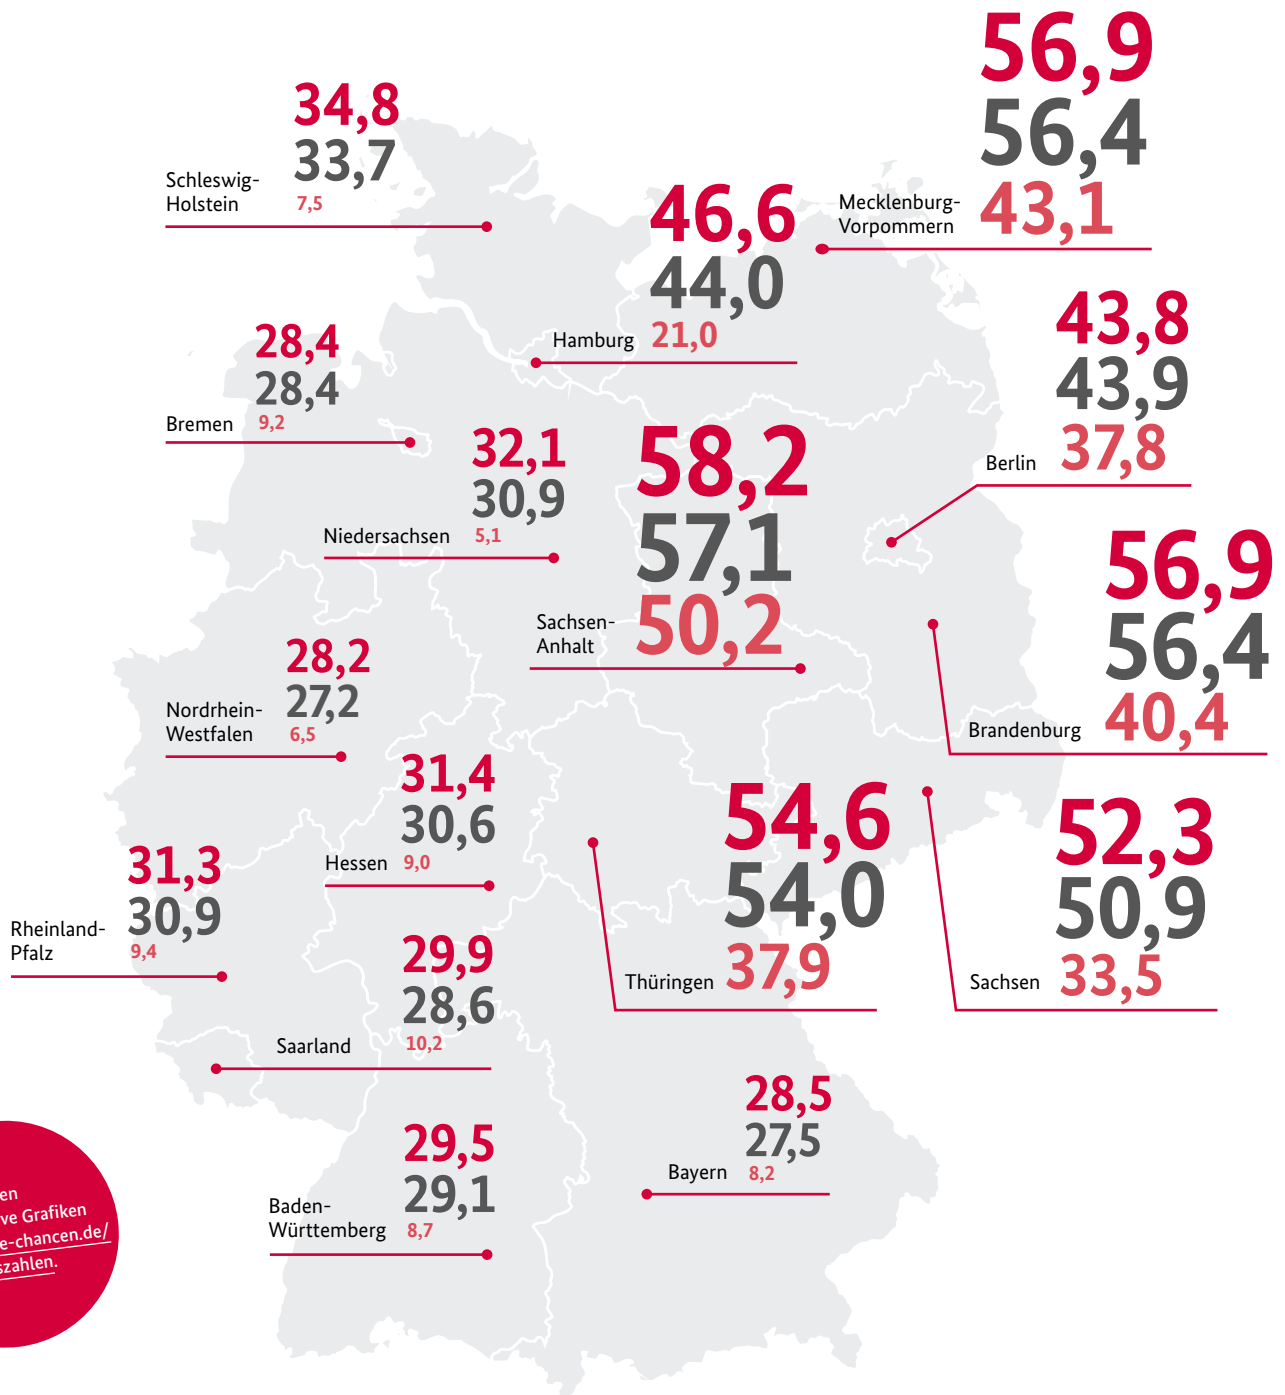 56,9
56,4
Mecklenburg-
Vorpommern
43,1
34,8
33,7
Schleswig-
Holstein
7,5
46,6
44,0
Hamburg
21,0
43,8
43,9
Berlin
37,8
28,4
28,4
Bremen
9,2
32,1
30,9
Niedersachsen
5,1
58,2
57,1
Sachsen-
Anhalt
50,2
56,9
56,4
Brandenburg
40,4
28,2
27,2
Nordrhein-
Westfalen
6,5
31,4
30,6
Hessen
9,0
54,6
54,0
Thüringen
37,9
52,3
50,9
Sachsen
33,5
31,3
30,9
Rheinland-
Pfalz
9,4
29,9
28,6
Saarland
10,2
28,5
27,5
Bayern
8,2
29,5
29,1
Baden-
Württemberg
8,7
en
ve Grafiken
e-chancen.de/
szahlen.